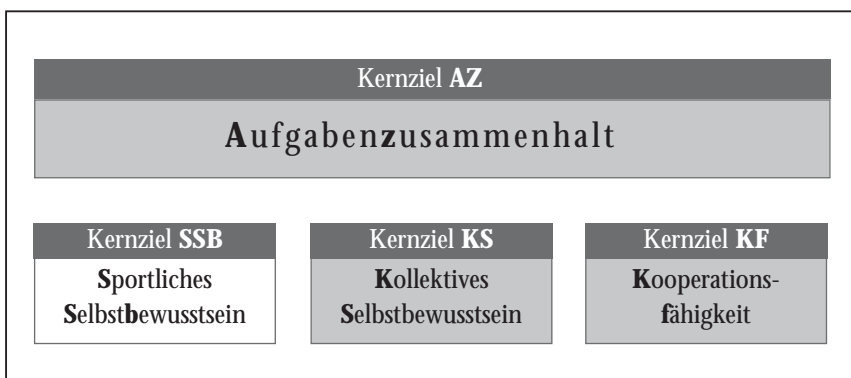 Kernziel AZ
Aufgabenzusammenhalt
Kernziel SSB
Sportliches
Selbstbewusstsein
Kernziel KS
Kollektives
Selbstbewusstsein
Kernziel KF
Kooperations-
fähigkeit